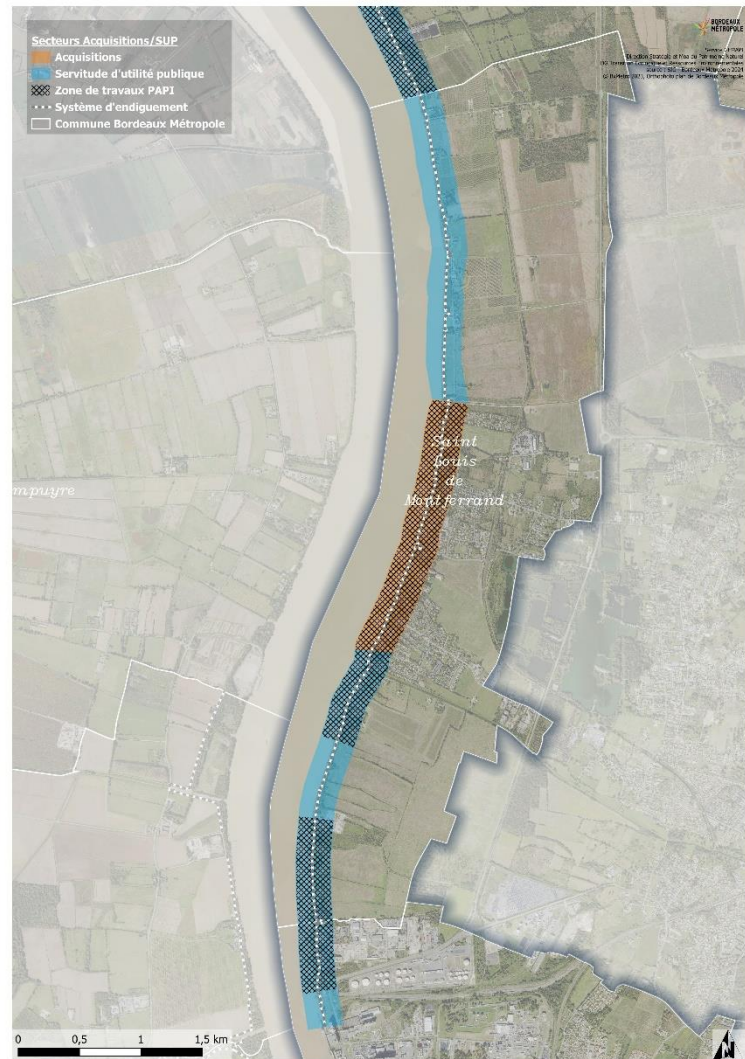 Secteurs Acquisitions/SUP
Acquisitions
Servitude d'utilité publique
Zone de travaux PAPI
Système d'endiguement
Commune Bordeaux Métropole
BORDEAUX
MÉTROPOLE
Saint
Louis
de
Montferrand
mpuyre
0 0,5 1 1,5 km
N